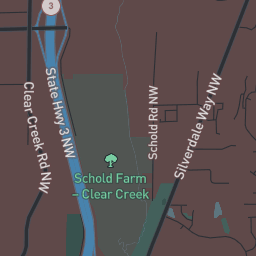 3
State Hwy 3 NW
Clear Creek Rd NW
Schold Rd NW
Silverdale Way NW
Schold Farm
– Clear Creek